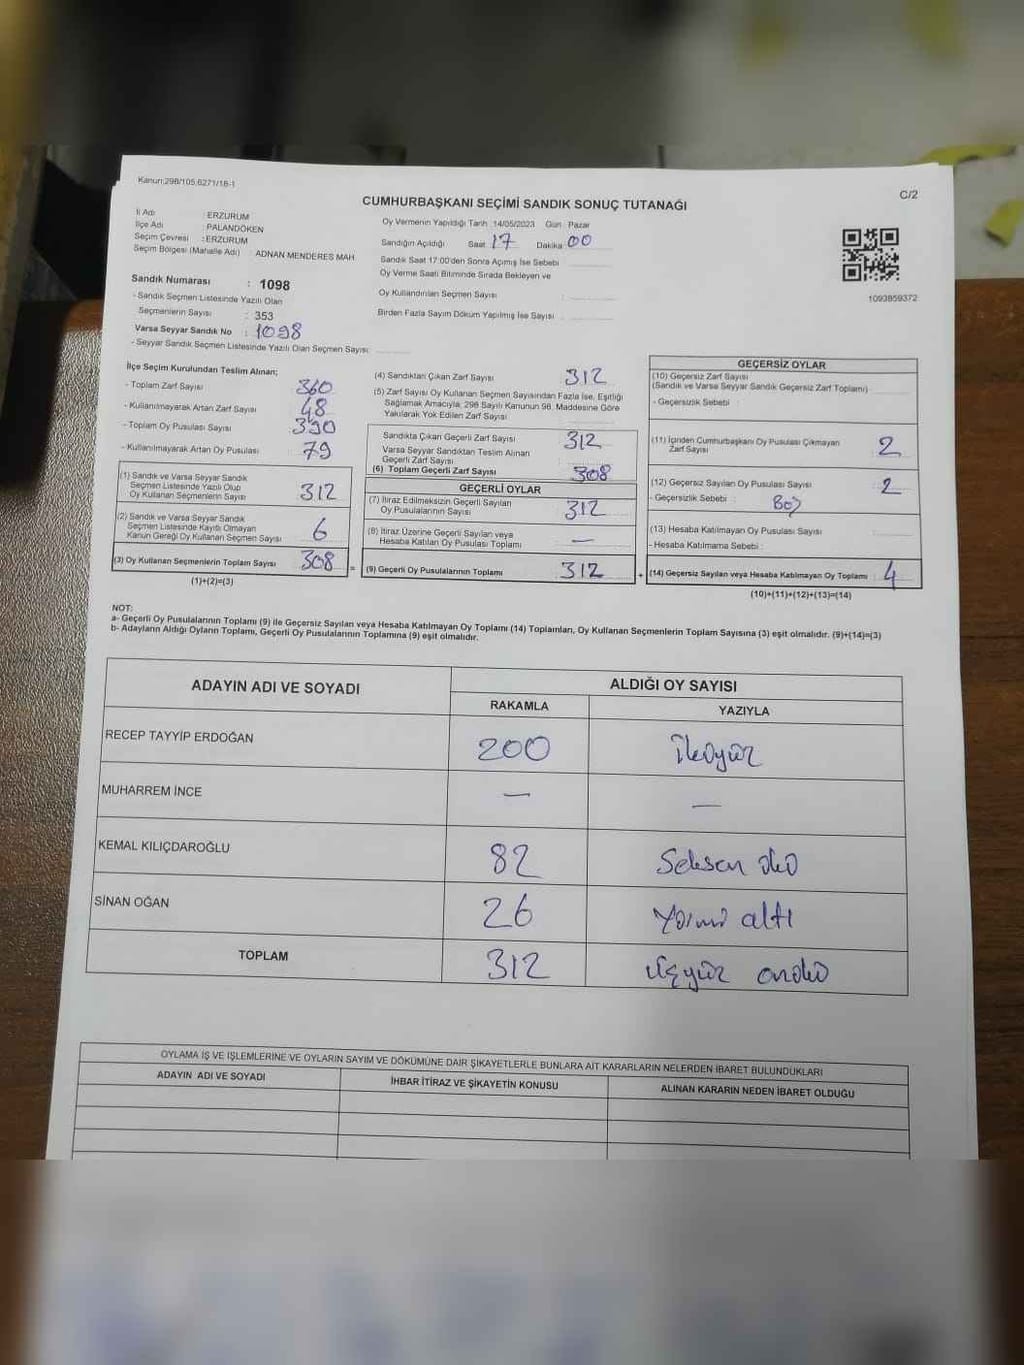 Kanun:298/105;6271/18-1
C/2
CUMHURBAŞKANI SEÇİMİ SANDIK SONUÇ TUTANAĞI
İl Adı : ERZURUM
İlçe Adı : PALANDÖKEN
Seçim Çevresi : ERZURUM
Seçim Bölgesi (Mahalle Adı) : ADNAN MENDERES MAH
Sandık Numarası : 1098
- Sandık Seçmen Listesinde Yazılı Olan
Seçmenlerin Sayısı : 353
Varsa Seyyar Sandık No : 1098
- Seyyar Sandık Seçmen Listesinde Yazılı Olan Seçmen Sayısı:
Oy Vermenin Yapıldığı Tarih :14/05/2023 Gün : Pazar
Sandığın Açıldığı Saat 17 Dakika 00
Sandık Saat 17.00'den Sonra Açımış İse Sebebi
Oy Verme Saati Bitiminde Sırada Bekleyen ve
Oy Kullandırılan Seçmen Sayısı :
Birden Fazla Sayım Döküm Yapılmış İse Sayısı :
1093859372
İlçe Seçim Kurulundan Teslim Alınan;
- Toplam Zarf Sayısı 360
- Kullanılmayarak Artan Zarf Sayısı 48
- Toplam Oy Pusulası Sayısı 390
- Kullanılmayarak Artan Oy Pusulası 79
(1) Sandık ve Varsa Seyyar Sandık
Seçmen Listesinde Yazılı Olup
Oy Kullanan Seçmenlerin Sayısı 312
(2) Sandık ve Varsa Seyyar Sandık
Seçmen Listesinde Kayıtlı Olmayan
Kanun Gereği Oy Kullanan Seçmen Sayısı 6
(3) Oy Kullanan Seçmenlerin Toplam Sayısı 308
(1)+(2)=(3)
=
(4) Sandıktan Çıkan Zarf Sayısı 312
(5) Zarf Sayısı Oy Kullanan Seçmen Sayısından Fazla İse, Eşitliği
Sağlamak Amacıyla, 298 Sayılı Kanunun 98. Maddesine Göre
Yakılarak Yok Edilen Zarf Sayısı
Sandıkta Çıkan Geçerli Zarf Sayısı 312
Varsa Seyyar Sandıktan Teslim Alınan
Geçerli Zarf Sayısı
(6) Toplam Geçerli Zarf Sayısı 308
GEÇERLİ OYLAR
(7) İtiraz Edilmeksizin Geçerli Sayılan
Oy Pusulalarının Sayısı 312
(8) İtiraz Üzerine Geçerli Sayılan veya
Hesaba Katılan Oy Pusulası Toplamı —
(9) Geçerli Oy Pusulalarının Toplamı 312
+
GEÇERSİZ OYLAR
(10) Geçersiz Zarf Sayısı
(Sandık ve Varsa Seyyar Sandık Geçersiz Zarf Toplamı)
- Geçersizlik Sebebi :
(11) İçinden Cumhurbaşkanı Oy Pusulası Çıkmayan
Zarf Sayısı 2
(12) Geçersiz Sayılan Oy Pusulası Sayısı 2
- Geçersizlik Sebebi : Boş
(13) Hesaba Katılmayan Oy Pusulası Sayısı
- Hesaba Katılmama Sebebi :
(14) Geçersiz Sayılan veya Hesaba Katılmayan Oy Toplamı 4
(10)+(11)+(12)+(13)=(14)
NOT:
a- Geçerli Oy Pusulalarının Toplamı (9) ile Geçersiz Sayılan veya Hesaba Katılmayan Oy Toplamı (14) Toplamları, Oy Kullanan Seçmenlerin Toplam Sayısına (3) eşit olmalıdır. (9)+(14)=(3)
b- Adayların Aldığı Oyların Toplamı, Geçerli Oy Pusulalarının Toplamına (9) eşit olmalıdır.
ADAYIN ADI VE SOYADI ALDIĞI OY SAYISI
RAKAMLA YAZIYLA
RECEP TAYYİP ERDOĞAN 200 ikiyüz
MUHARREM İNCE — —
KEMAL KILIÇDAROĞLU 82 Seksen iki
SİNAN OĞAN 26 Yirmi altı
TOPLAM 312 üçyüz oniki
OYLAMA İŞ VE İŞLEMLERİNE VE OYLARIN SAYIM VE DÖKÜMÜNE DAİR ŞİKAYETLERLE BUNLARA AİT KARARLARIN NELERDEN İBARET BULUNDUKLARI
ADAYIN ADI VE SOYADI İHBAR İTİRAZ VE ŞİKAYETİN KONUSU ALINAN KARARIN NEDEN İBARET OLDUĞU